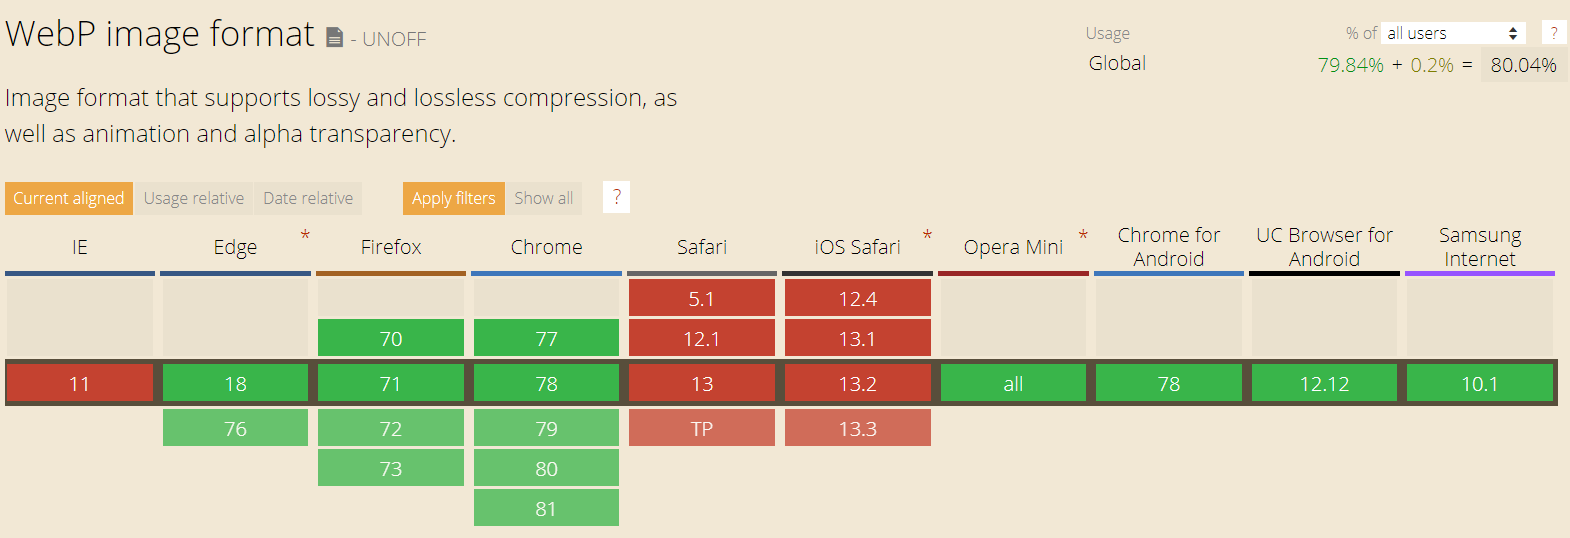 WebP image format - UNOFF
Usage % of all users ?
Global 79.84% + 0.2% = 80.04%
Image format that supports lossy and lossless compression, as
well as animation and alpha transparency.
Current aligned Usage relative Date relative Apply filters Show all ?
IE Edge * Firefox Chrome Safari iOS Safari * Opera Mini * Chrome for Android UC Browser for Android Samsung Internet
5.1 12.4
70 77 12.1 13.1
11 18 71 78 13 13.2 all 78 12.12 10.1
76 72 79 TP 13.3
73 80
81